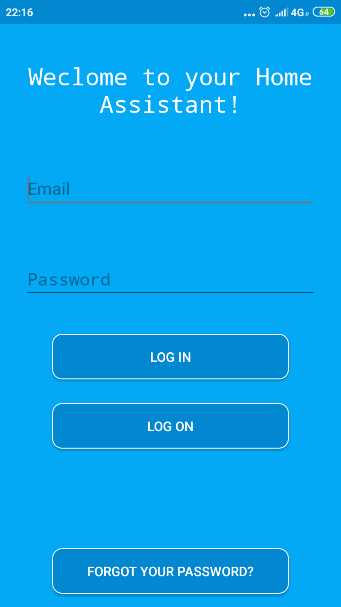 22:16 ... 4G 64
Weclome to your Home
Assistant!
Email
Password
LOG IN
LOG ON
FORGOT YOUR PASSWORD?